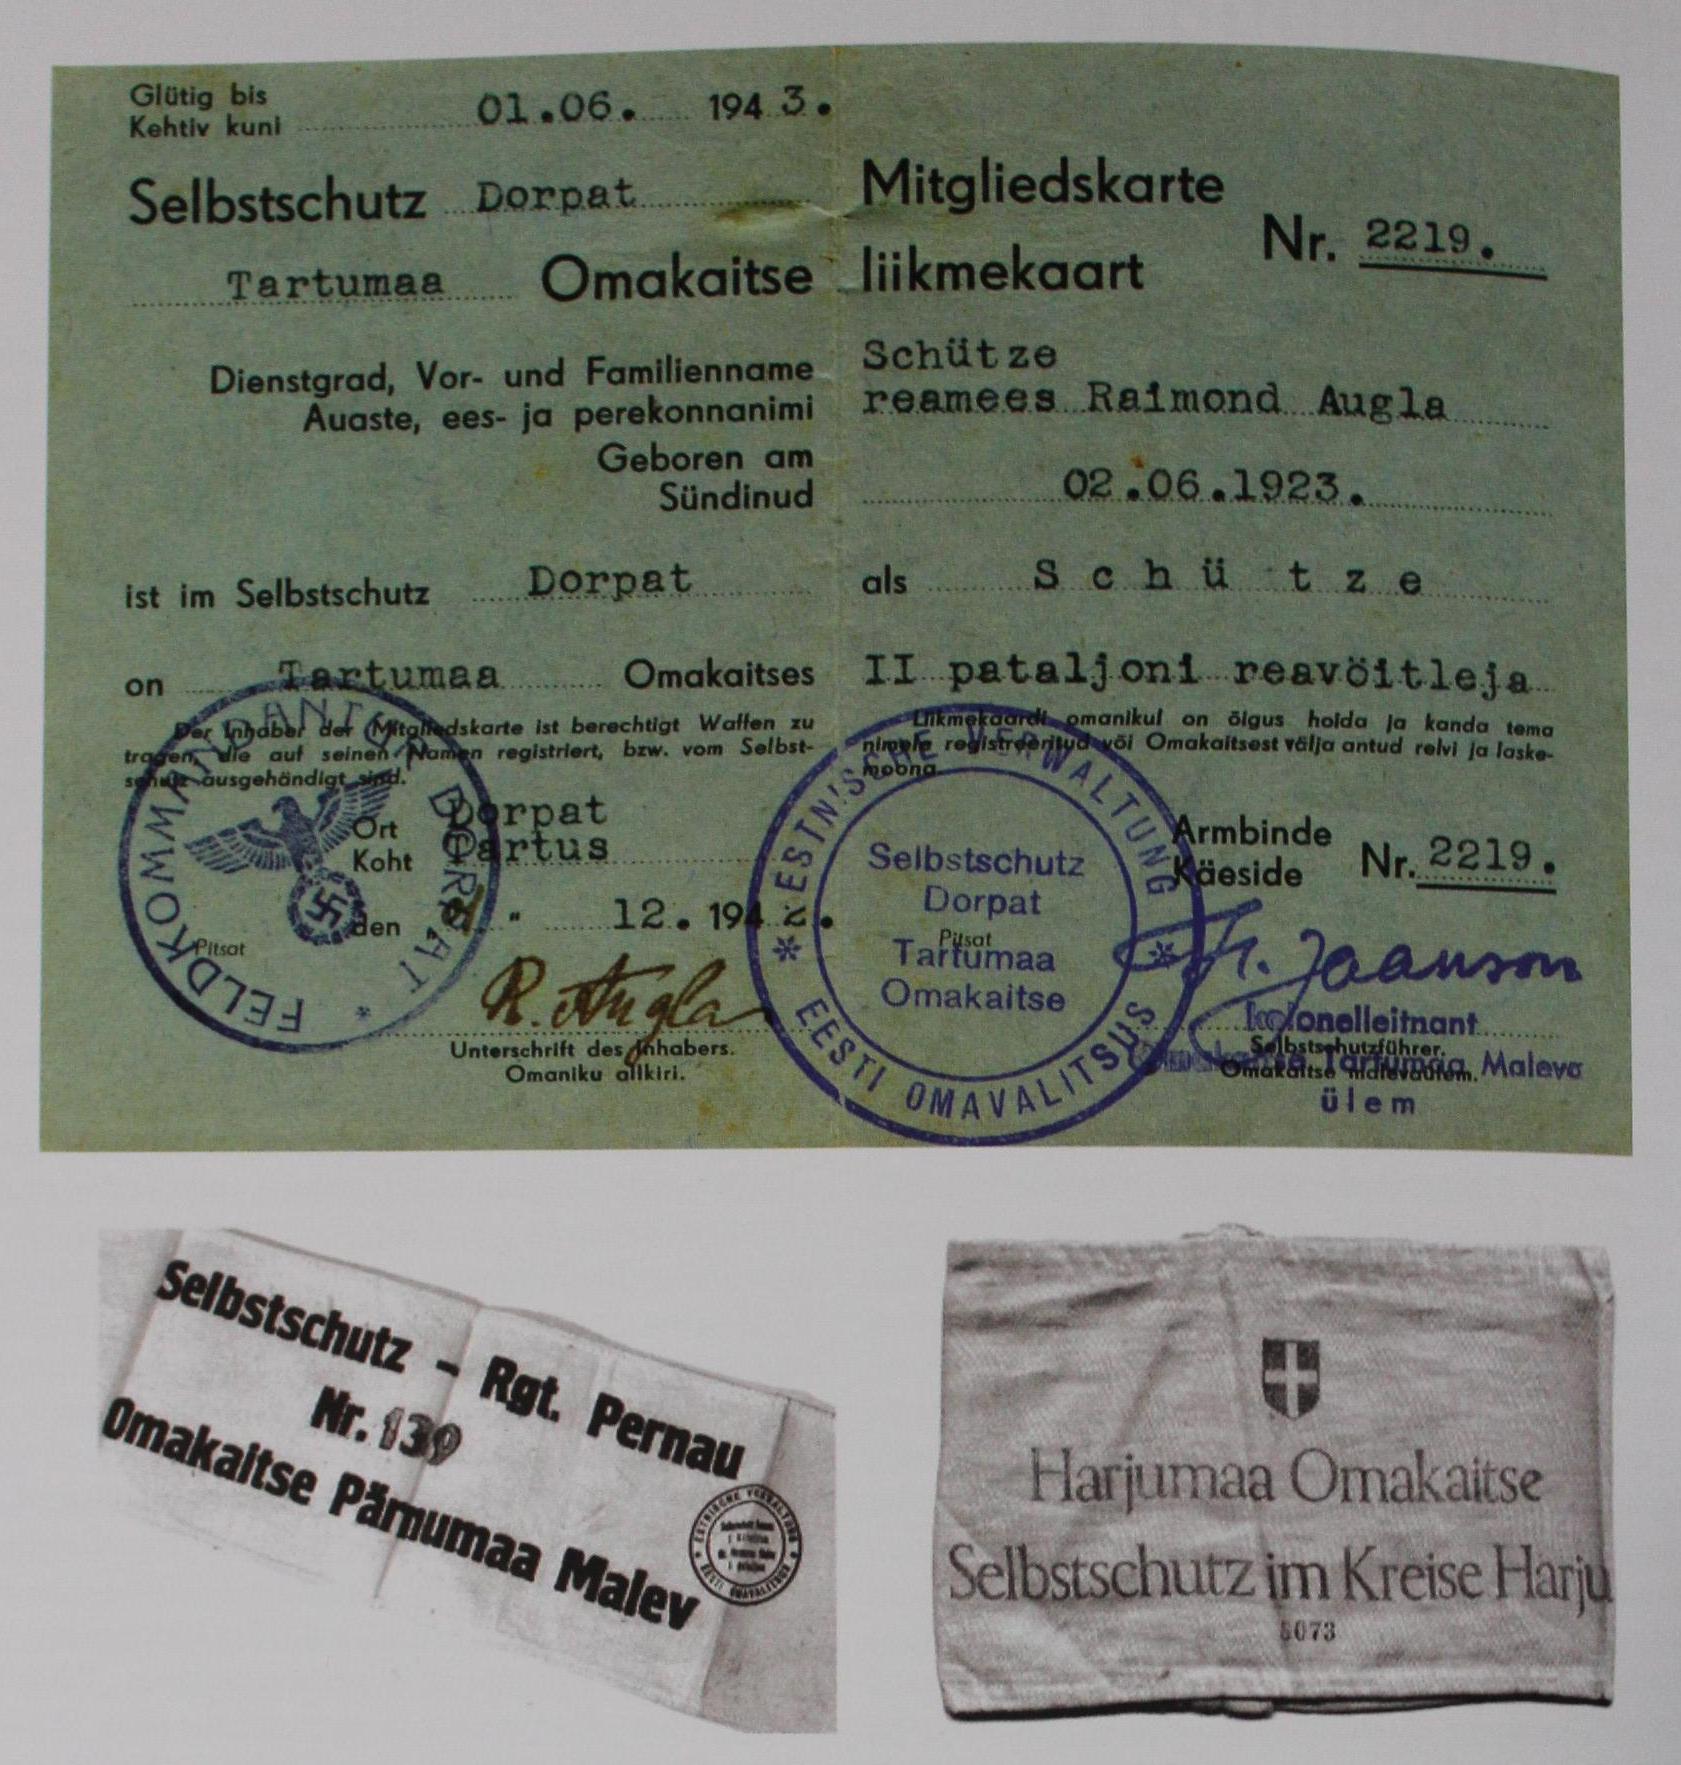 Glütig bis
Kehtiv kuni 01.06. 1943.
Selbstschutz Dorpat
Tartumaa Omakaitse
Mitgliedskarte
liikmekaart
Nr. 2219.
Dienstgrad, Vor- und Familienname
Auaste, ees- ja perekonnanimi
Schütze
reamees Raimond Augla
Geboren am
Sündinud
02.06.1923.
ist im Selbstschutz Dorpat
als Schütze
on Tartumaa Omakaitses
II pataljoni reavöitleja
Der Inhaber der Mitgliedskarte ist berechtigt Waffen zu
tragen, die auf seinen Namen registriert, bzw. vom Selbst-
schutz ausgehändigt sind.
Liikmekaardi omanikul on õigus hoida ja kanda tema
nimele registreeritud või Omakaitsest välja antud relvi ja laske-
moona.
Ort Dorpat
Koht Tartus
den 12. 194
Pitsat
FELDKOMMANDANTUR DORPAT
R. Augla
Unterschrift des Inhabers.
Omaniku allkiri.
ESTNISCHE VERWALTUNG
Selbstschutz
Dorpat
Pitsat
Tartumaa
Omakaitse
EESTI OMAVALITSUS
Armbinde
Käeside
Nr. 2219.
Jaanson
kolonelleitnant
Selbstschutzführer.
Omakaitse Tartumaa Maleva
Omakaitse malevaülem.
ülem
Selbstschutz - Rgt. Pernau
Nr. 139
Omakaitse Pärnumaa Malev
ESTNISCHE VERWALTUNG
EESTI OMAVALITSUS
Harjumaa Omakaitse
Selbstschutz im Kreise Harju
5073